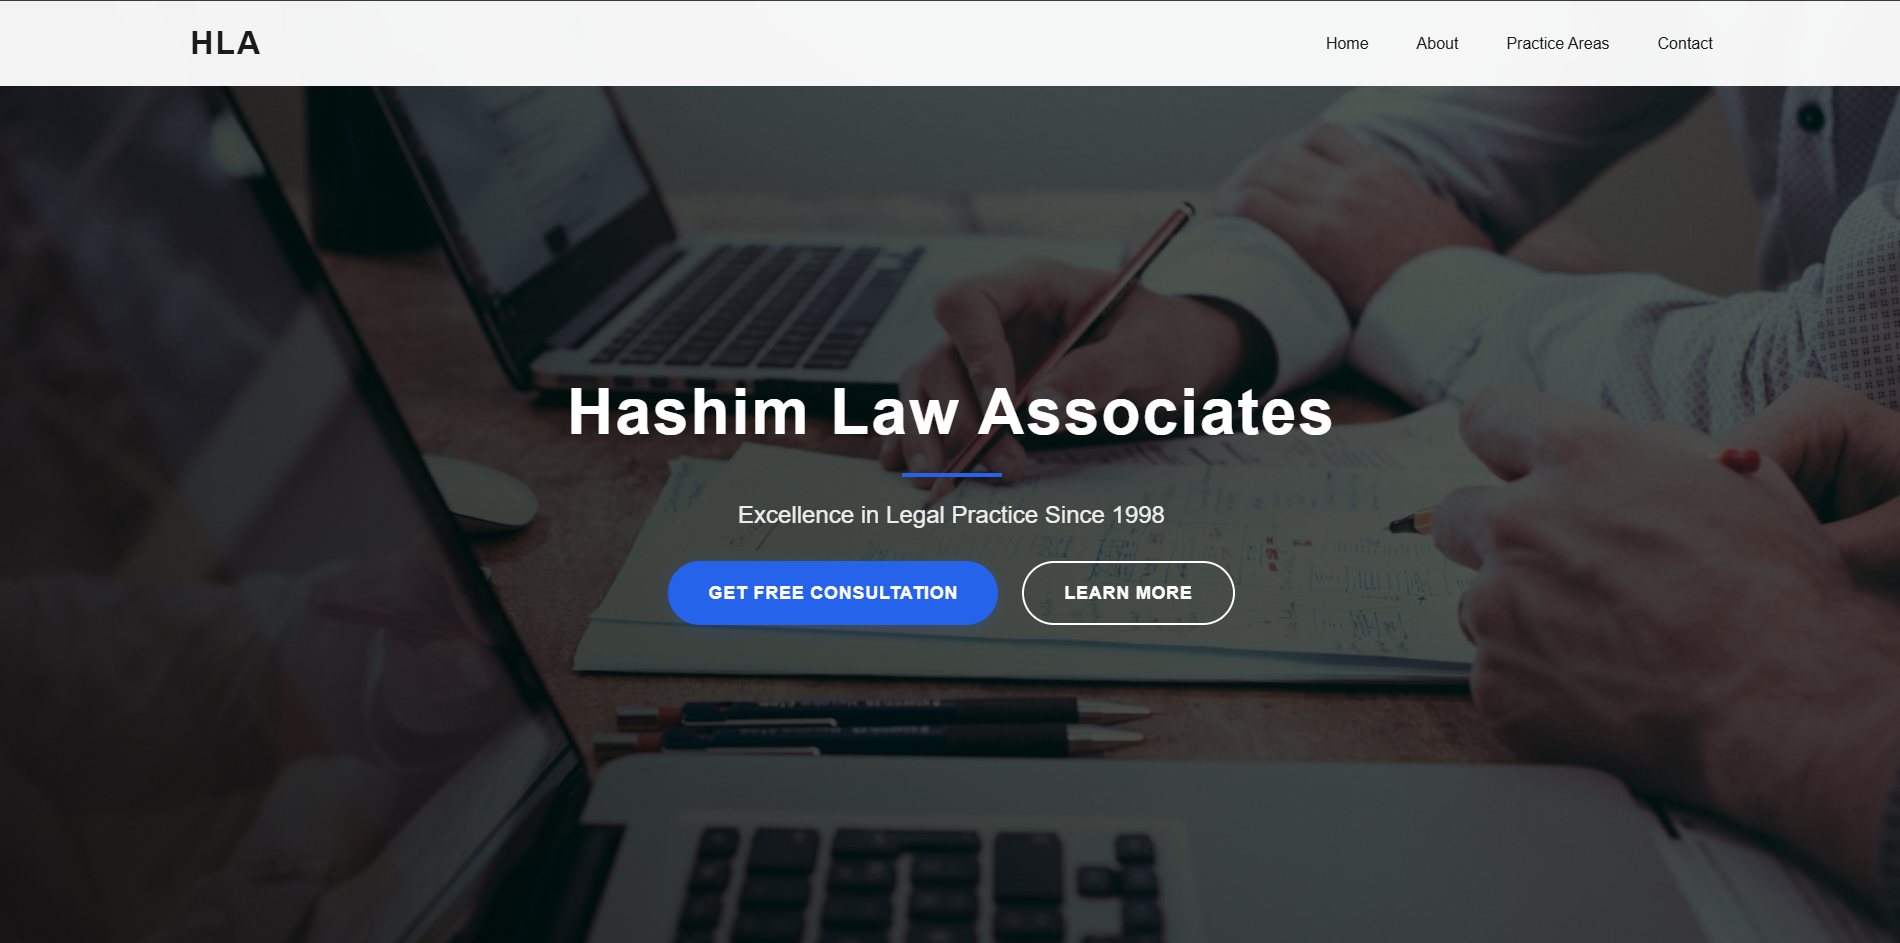 HLA
Home About Practice Areas Contact
Hashim Law Associates
Excellence in Legal Practice Since 1998
GET FREE CONSULTATION LEARN MORE